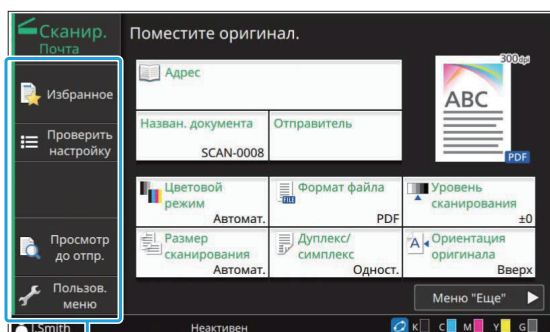 Сканир.
Почта
Поместите оригинал.
300dpi
Избранное
Проверить
настройку
Просмотр
до отпр.
Пользов.
меню
Адрес
Назван. документа
SCAN-0008
Отправитель
ABC
PDF
Цветовой
режим
Автомат.
Формат файла
FILE
PDF
Уровень
сканирования
±0
Размер
сканирования
Автомат.
Дуплекс/
симплекс
Одност.
A
Ориентация
оригинала
Вверх
Меню "Еще"
J.Smith
Неактивен
K C M Y G